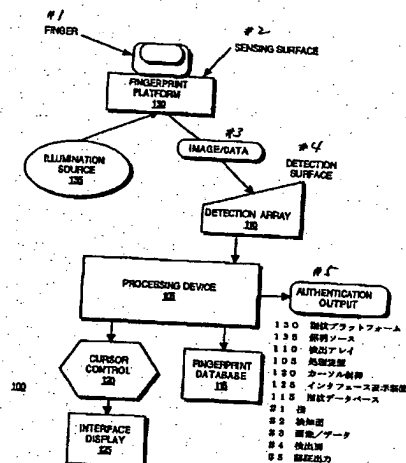 #1
FINGER
#2
SENSING SURFACE
FINGERPRINT
PLATFORM
130
#3
IMAGE/DATA
#4
DETECTION
SURFACE
ILLUMINATION
SOURCE
135
DETECTION ARRAY
110
PROCESSING DEVICE
105
#5
AUTHENTICATION
OUTPUT
CURSOR
CONTROL
120
FINGERPRINT
DATABASE
115
100
INTERFACE
DISPLAY
125
130 指紋プラットフォーム
135 照明ソース
110 検出アレイ
105 処理装置
120 カーソル制御
125 インタフェース表示装置
115 指紋データベース
#1 指
#2 検知面
#3 画像/データ
#4 検出面
#5 認証出力